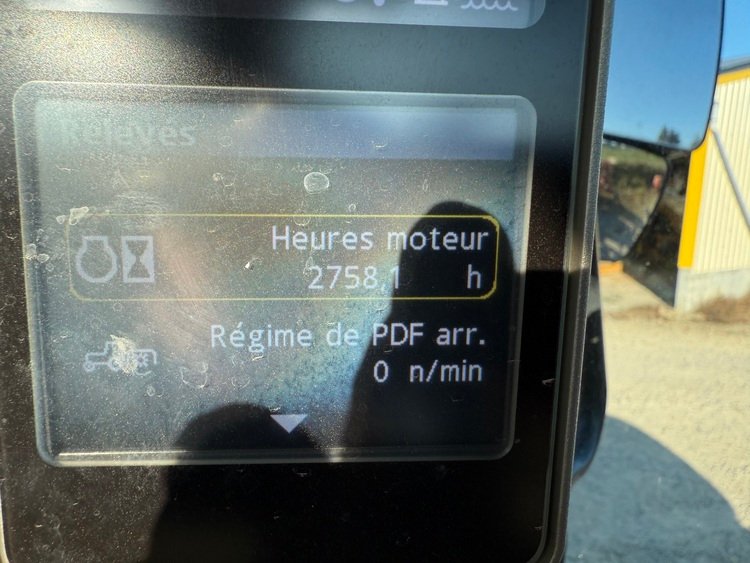 Relevés
Heures moteur
2758,1 h
Régime de PDF arr.
0 n/min